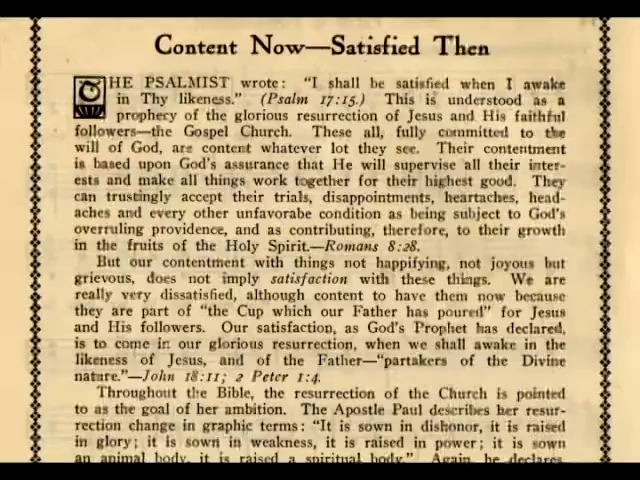 Content Now—Satisfied Then
THE PSALMIST wrote: "I shall be satisfied when I awake
in Thy likeness." (Psalm 17:15.) This is understood as a
prophecy of the glorious resurrection of Jesus and His faithful
followers—the Gospel Church. These all, fully committed to the
will of God, are content whatever lot they see. Their contentment
is based upon God's assurance that He will supervise all their inter-
ests and make all things work together for their highest good. They
can trustingly accept their trials, disappointments, heartaches, head-
aches and every other unfavorabe condition as being subject to God's
overruling providence, and as contributing, therefore, to their growth
in the fruits of the Holy Spirit.—Romans 8:28.
But our contentment with things not happifying, not joyous but
grievous, does not imply satisfaction with these things. We are
really very dissatisfied, although content to have them now because
they are part of "the Cup which our Father has poured" for Jesus
and His followers. Our satisfaction, as God's Prophet has declared,
is to come in our glorious resurrection, when we shall awake in the
likeness of Jesus, and of the Father—"partakers of the Divine
nature."—John 18:11; 2 Peter 1:4.
Throughout the Bible, the resurrection of the Church is pointed
to as the goal of her ambition. The Apostle Paul describes her resur-
rection change in graphic terms: "It is sown in dishonor, it is raised
in glory; it is sown in weakness, it is raised in power; it is sown
an animal body, it is raised a spiritual body." Again, he declares,